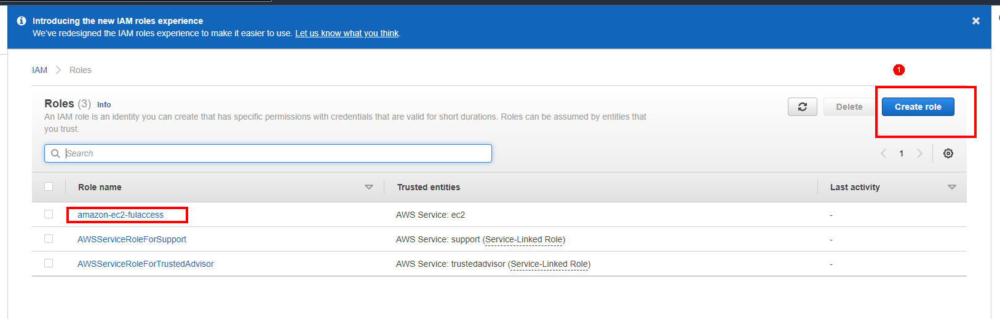 Introducing the new IAM roles experience
We've redesigned the IAM roles experience to make it easier to use. Let us know what you think.
IAM > Roles
1
Roles (3) Info
An IAM role is an identity you can create that has specific permissions with credentials that are valid for short durations. Roles can be assumed by entities that
you trust.
Delete
Create role
Search
1
Role name Trusted entities Last activity
amazon-ec2-fulaccess AWS Service: ec2 -
AWSServiceRoleForSupport AWS Service: support (Service-Linked Role) -
AWSServiceRoleForTrustedAdvisor AWS Service: trustedadvisor (Service-Linked Role) -